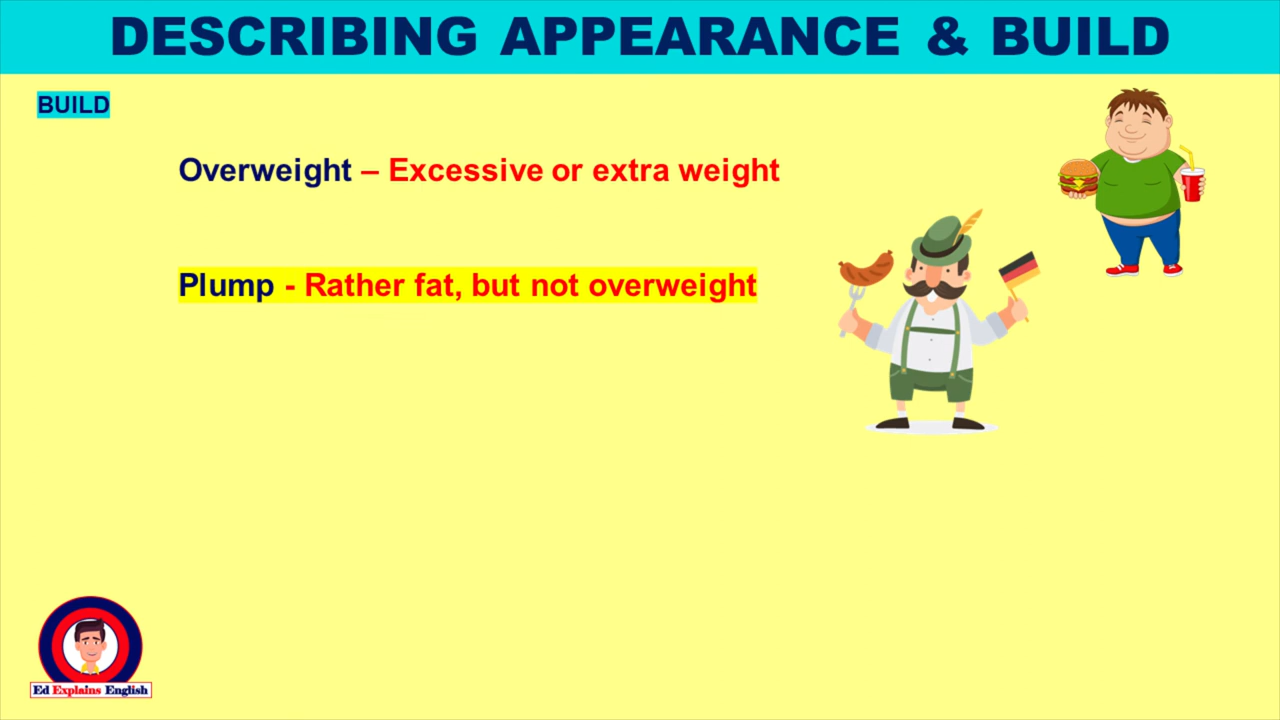 DESCRIBING APPEARANCE & BUILD
BUILD
Overweight – Excessive or extra weight
Plump - Rather fat, but not overweight
Ed Explains English